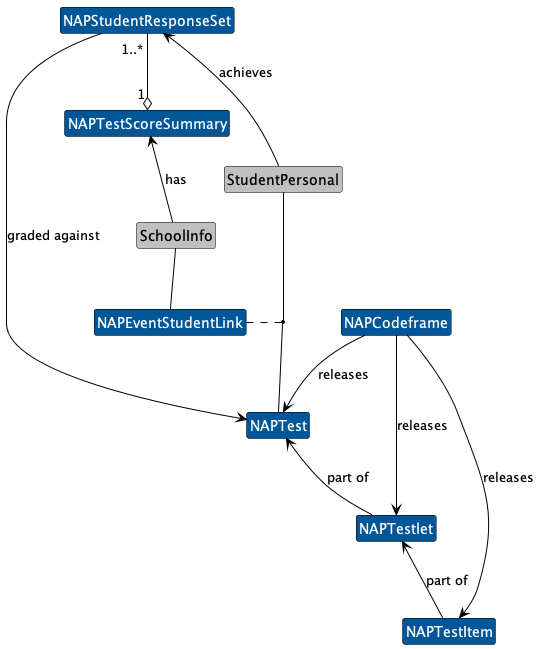 NAPStudentResponseSet
1..*
achieves
1
NAPTestScoreSummary
has
StudentPersonal
graded against
SchoolInfo
NAPEventStudentLink
NAPCodeframe
releases
NAPTest
releases
part of
releases
NAPTestlet
part of
NAPTestItem